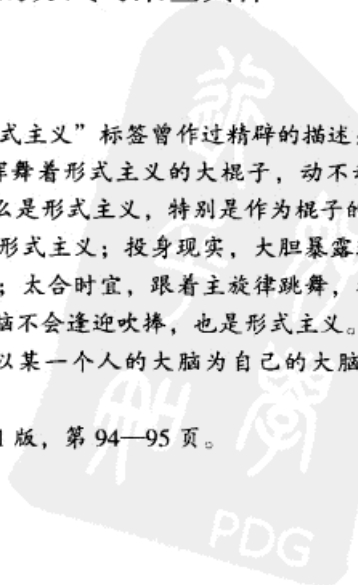 式主义”标签曾作过精辟的描述
挥舞着形式主义的大棍子，动不
么是形式主义，特别是作为棍子的
形式主义；投身现实，大胆暴露
；太合时宜，跟着主旋律跳舞，
脑不会逢迎吹捧，也是形式主义。
以某一个人的大脑为自己的大脑
版，第 94—95 页。
PDG